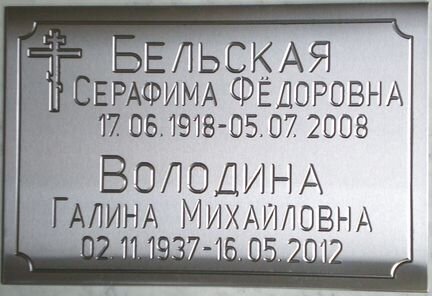 БЕЛЬСКАЯ
СЕРАФИМА ФЁДОРОВНА
17.06.1918-05.07.2008
ВОЛОДИНА
ГАЛИНА МИХАЙЛОВНА
02.11.1937-16.05.2012